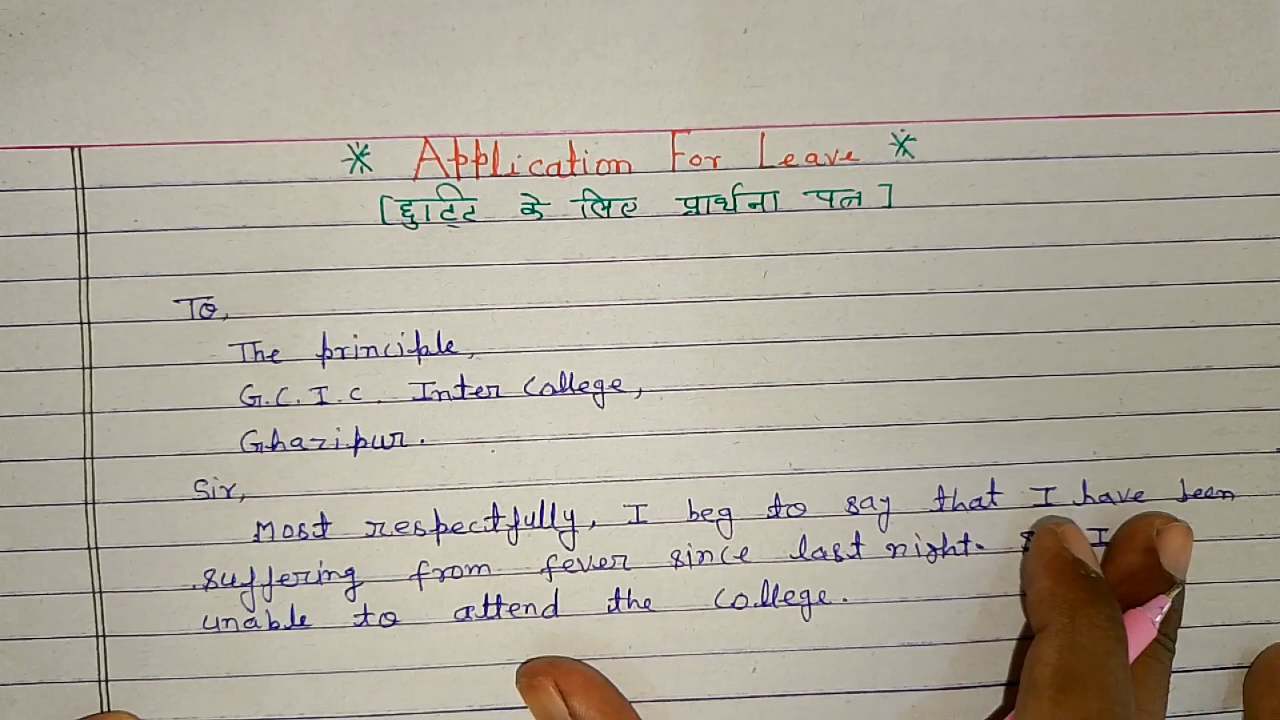 * Application For Leave *
[छुट्टि के लिए प्रार्थना पत्र]
To,
The principle,
G.C.I.C. Inter College,
Ghazipur.
Sir,
Most respectfully, I beg to say that I have been
suffering from fever since last night. I
unable to attend the college.